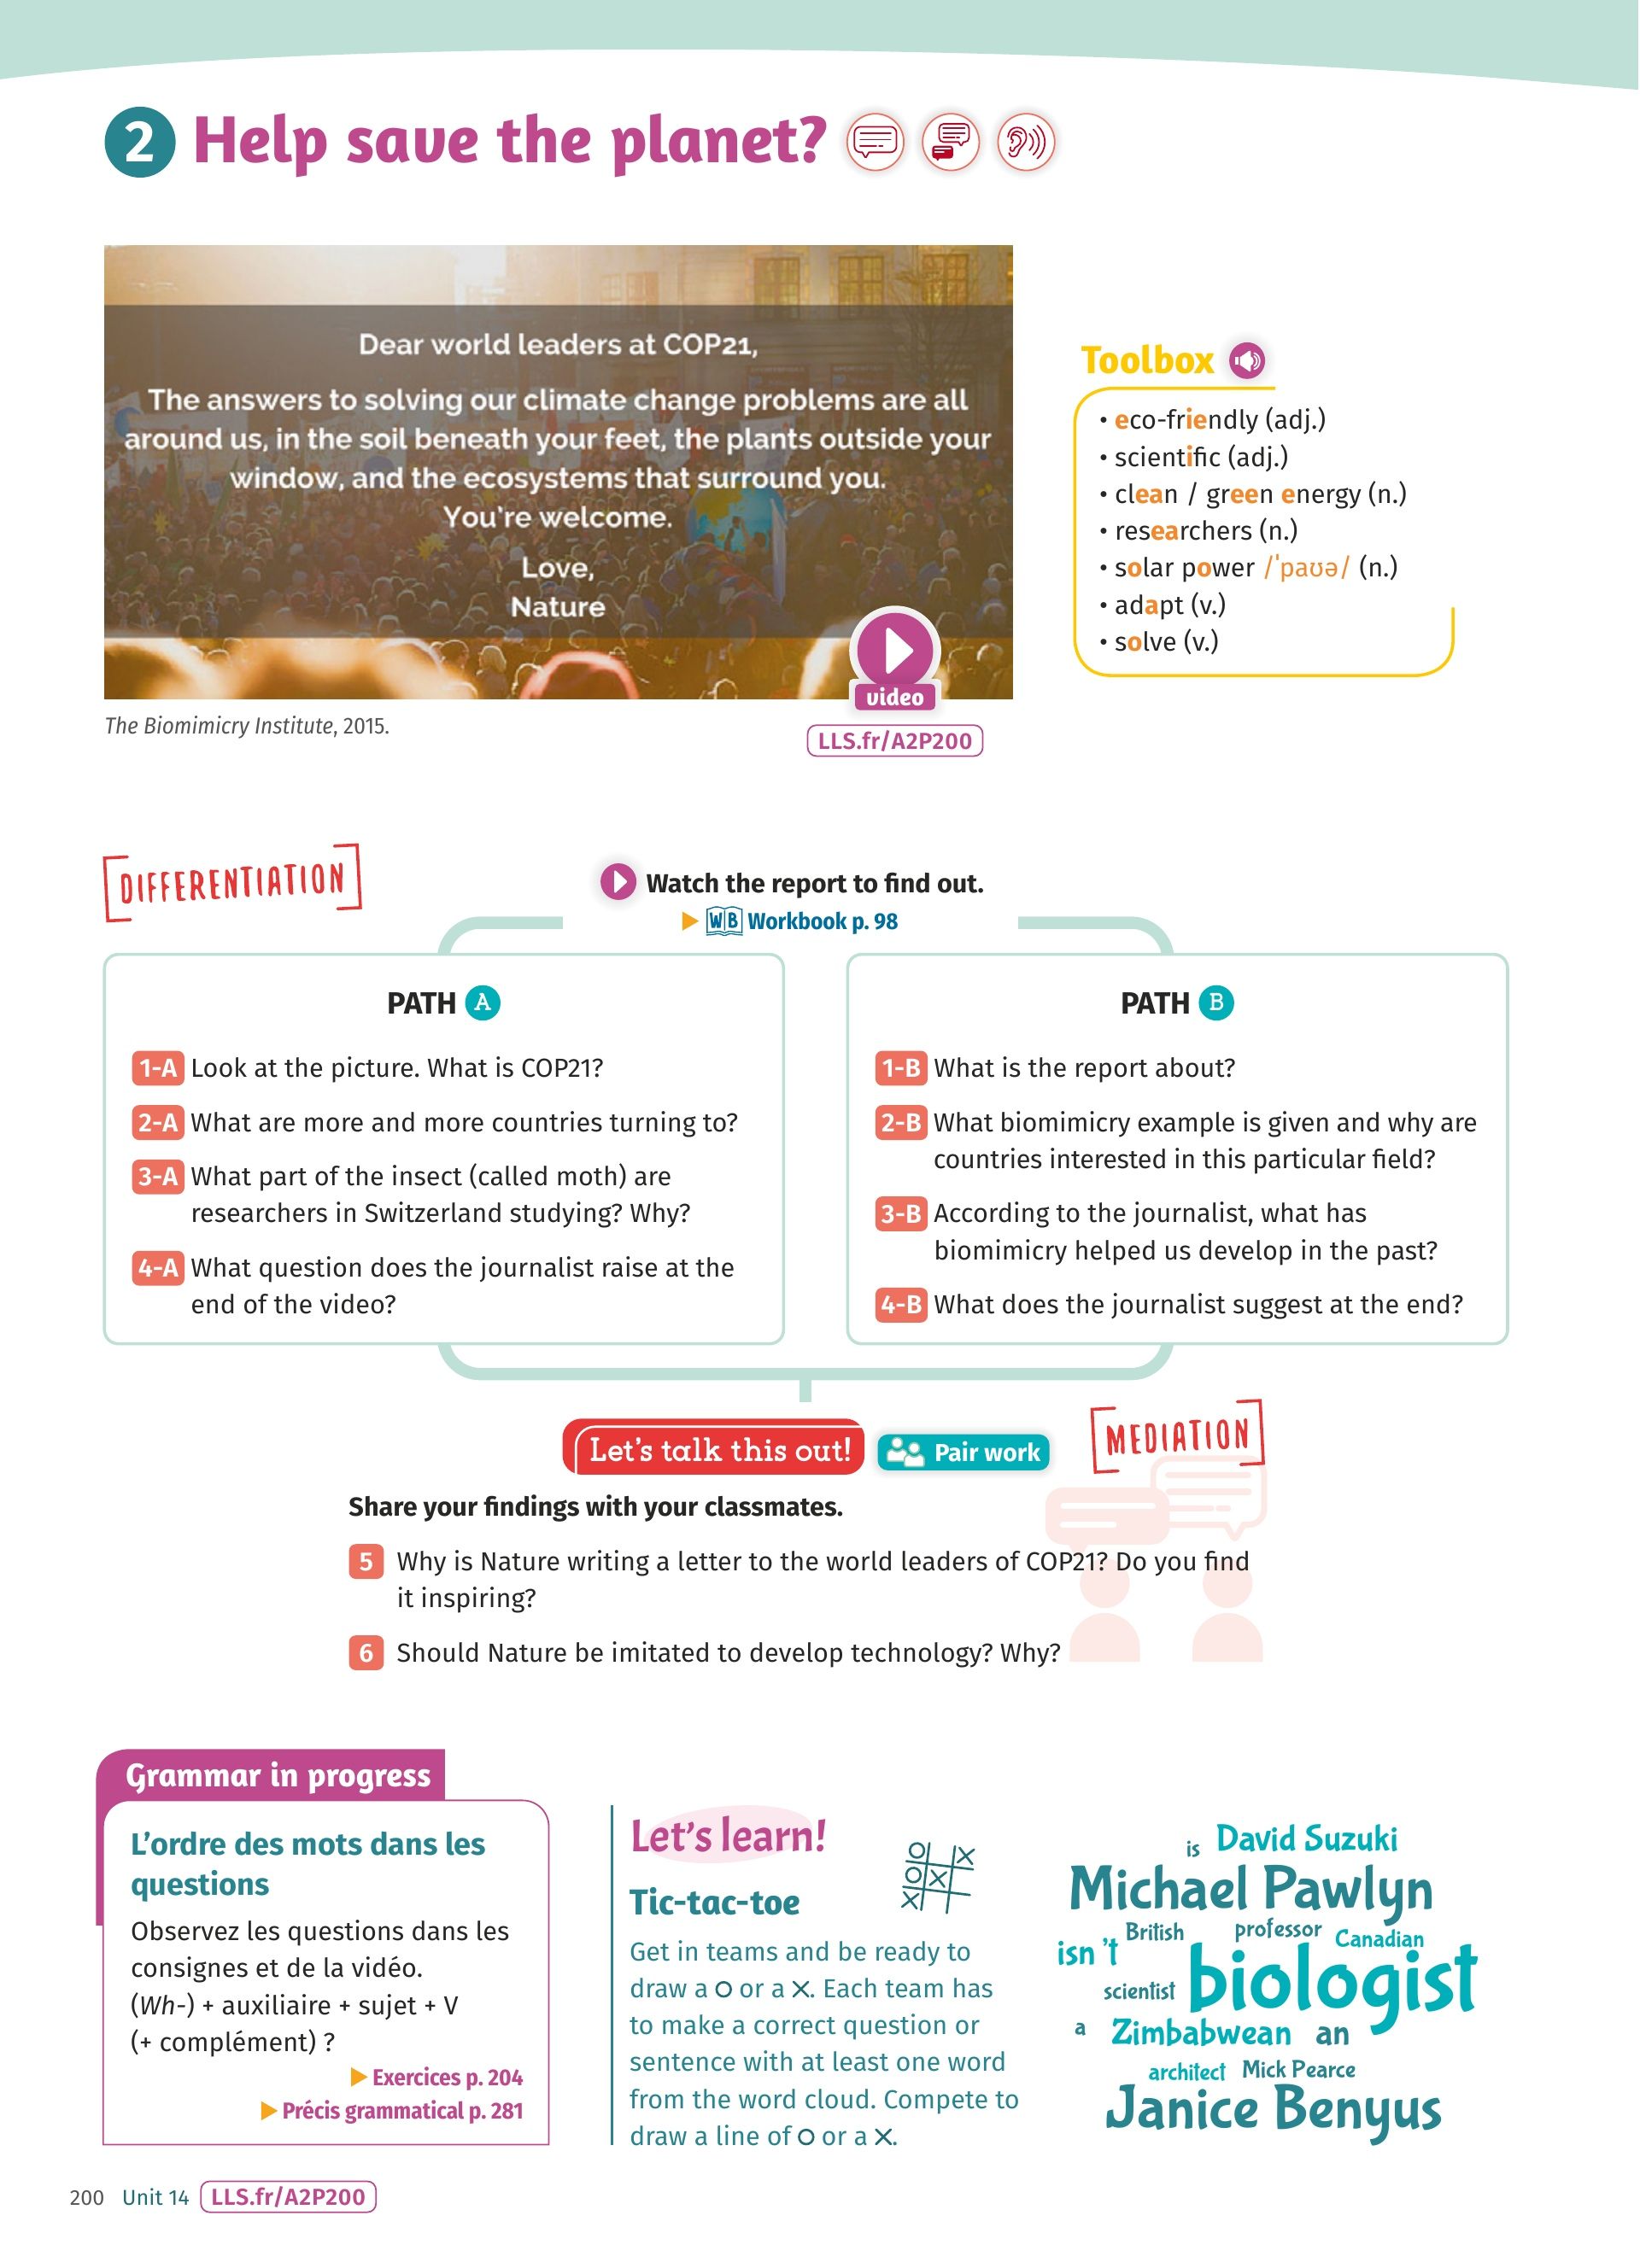 2 Help save the planet?
Dear world leaders at COP21,
The answers to solving our climate change problems are all
around us, in the soil beneath your feet, the plants outside your
window, and the ecosystems that surround you.
You're welcome.
Love,
Nature
video
The Biomimicry Institute, 2015.
LLS.fr/A2P200
Toolbox
• eco-friendly (adj.)
• scientific (adj.)
• clean / green energy (n.)
• researchers (n.)
• solar power /ˈpaʊə/ (n.)
• adapt (v.)
• solve (v.)
DIFFERENTIATION
Watch the report to find out.
WB Workbook p. 98
PATH A
1-A Look at the picture. What is COP21?
2-A What are more and more countries turning to?
3-A What part of the insect (called moth) are
researchers in Switzerland studying? Why?
4-A What question does the journalist raise at the
end of the video?
PATH B
1-B What is the report about?
2-B What biomimicry example is given and why are
countries interested in this particular field?
3-B According to the journalist, what has
biomimicry helped us develop in the past?
4-B What does the journalist suggest at the end?
Let's talk this out!
Pair work
MEDIATION
Share your findings with your classmates.
5 Why is Nature writing a letter to the world leaders of COP21? Do you find
it inspiring?
6 Should Nature be imitated to develop technology? Why?
Grammar in progress
L'ordre des mots dans les
questions
Observez les questions dans les
consignes et de la vidéo.
(Wh-) + auxiliaire + sujet + V
(+ complément) ?
Exercices p. 204
Précis grammatical p. 281
Let's learn!
Tic-tac-toe
Get in teams and be ready to
draw a O or a X. Each team has
to make a correct question or
sentence with at least one word
from the word cloud. Compete to
draw a line of O or a X.
is David Suzuki
Michael Pawlyn
British professor Canadian
isn 't
scientist biologist
a Zimbabwean an
architect Mick Pearce
Janice Benyus
200 Unit 14 LLS.fr/A2P200